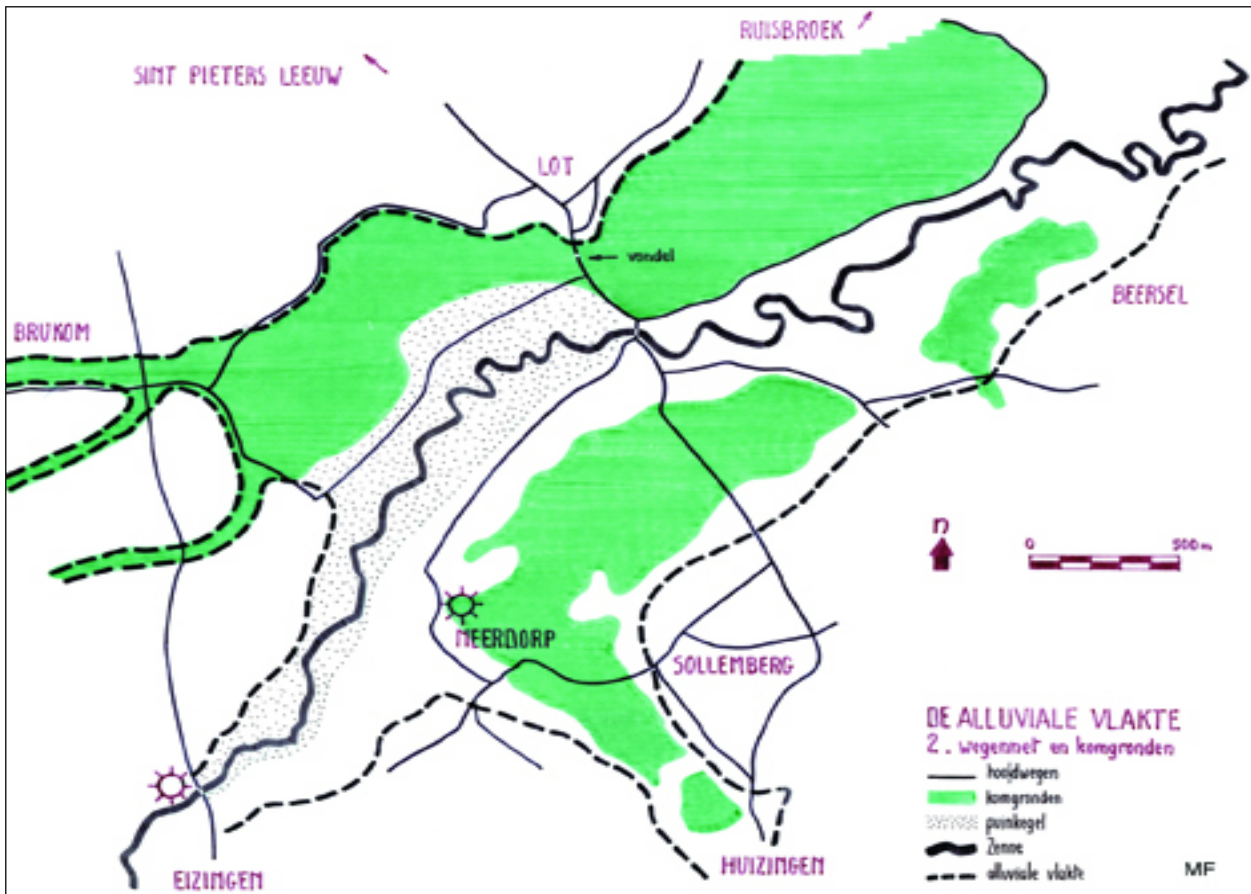 RUISBROEK
SINT PIETERS LEEUW
LOT
vondel
BEERSEL
BRUKOM
n
0 500m
MEERDORP
SOLLEMBERG
DE ALLUVIALE VLAKTE
2. wegennet en komgronden
hoofdwegen
komgronden
puinkegel
Zenne
alluviale vlakte
MF
HUIZINGEN
EIZINGEN